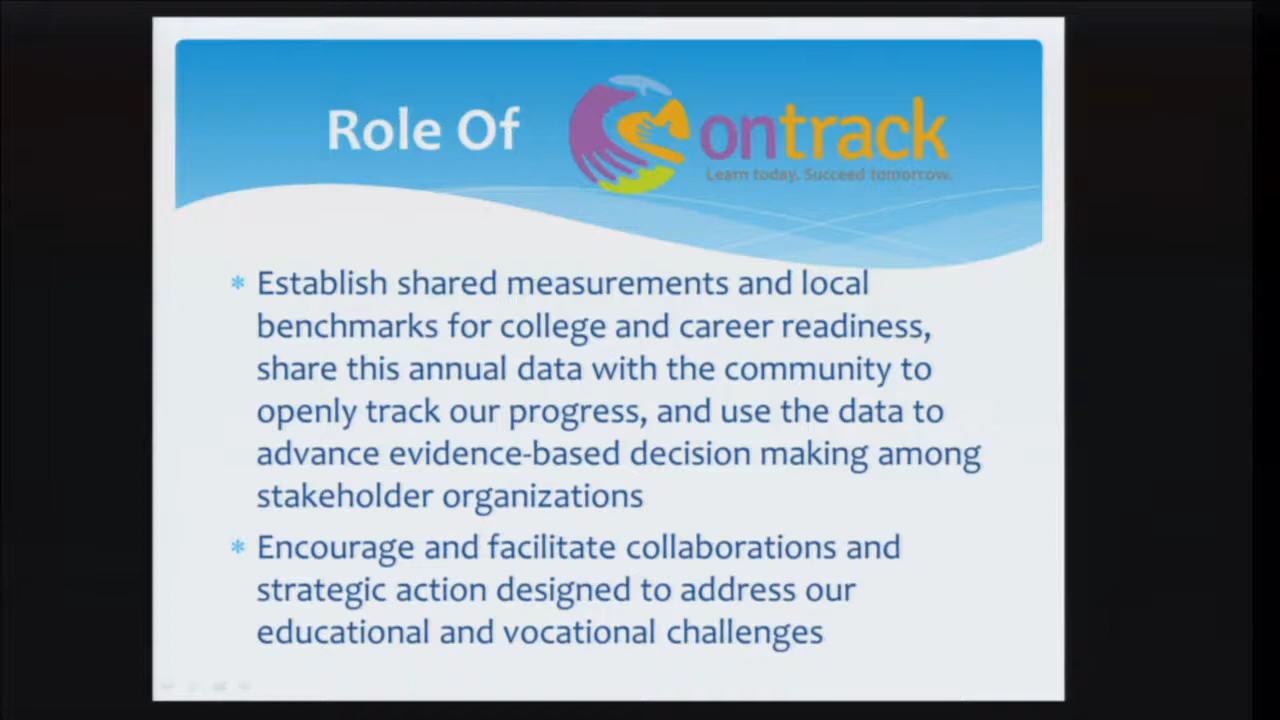 Role Of
ontrack
Learn today. Succeed tomorrow.
* Establish shared measurements and local
benchmarks for college and career readiness,
share this annual data with the community to
openly track our progress, and use the data to
advance evidence-based decision making among
stakeholder organizations
* Encourage and facilitate collaborations and
strategic action designed to address our
educational and vocational challenges